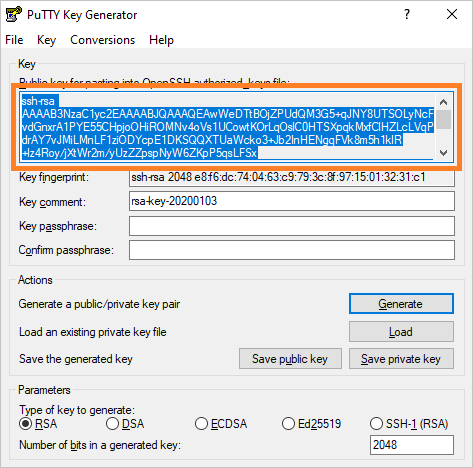 PuTTY Key Generator
File Key Conversions Help
Key
Public key for pasting into OpenSSH authorized_keys file:
ssh-rsa
AAAAB3NzaC1yc2EAAAABJQAAAQEAwWeDTtBOjZPUdQM3G5+qJNY8UTSOLyNcF
vdGnxrA1PYE55CHpjoOHiROMNv4oVs1UCowtKOrLqOslC0HTSXpqkMxfClHZLcLVqP
drAY7vJMiLMnLF1ziODYcpE1DKSQQXTUaWcko3+Jb2lnHENgqFVk8m5h1kIR
+Iz4Roy/jXtWr2m/yUzZZpspNyW6ZKpP5qsLFSx
Key fingerprint: ssh-rsa 2048 e8:f6:dc:74:04:63:c9:79:3c:8f:97:15:01:32:31:c1
Key comment: rsa-key-20200103
Key passphrase:
Confirm passphrase:
Actions
Generate a public/private key pair Generate
Load an existing private key file Load
Save the generated key Save public key Save private key
Parameters
Type of key to generate:
RSA DSA ECDSA Ed25519 SSH-1 (RSA)
Number of bits in a generated key: 2048